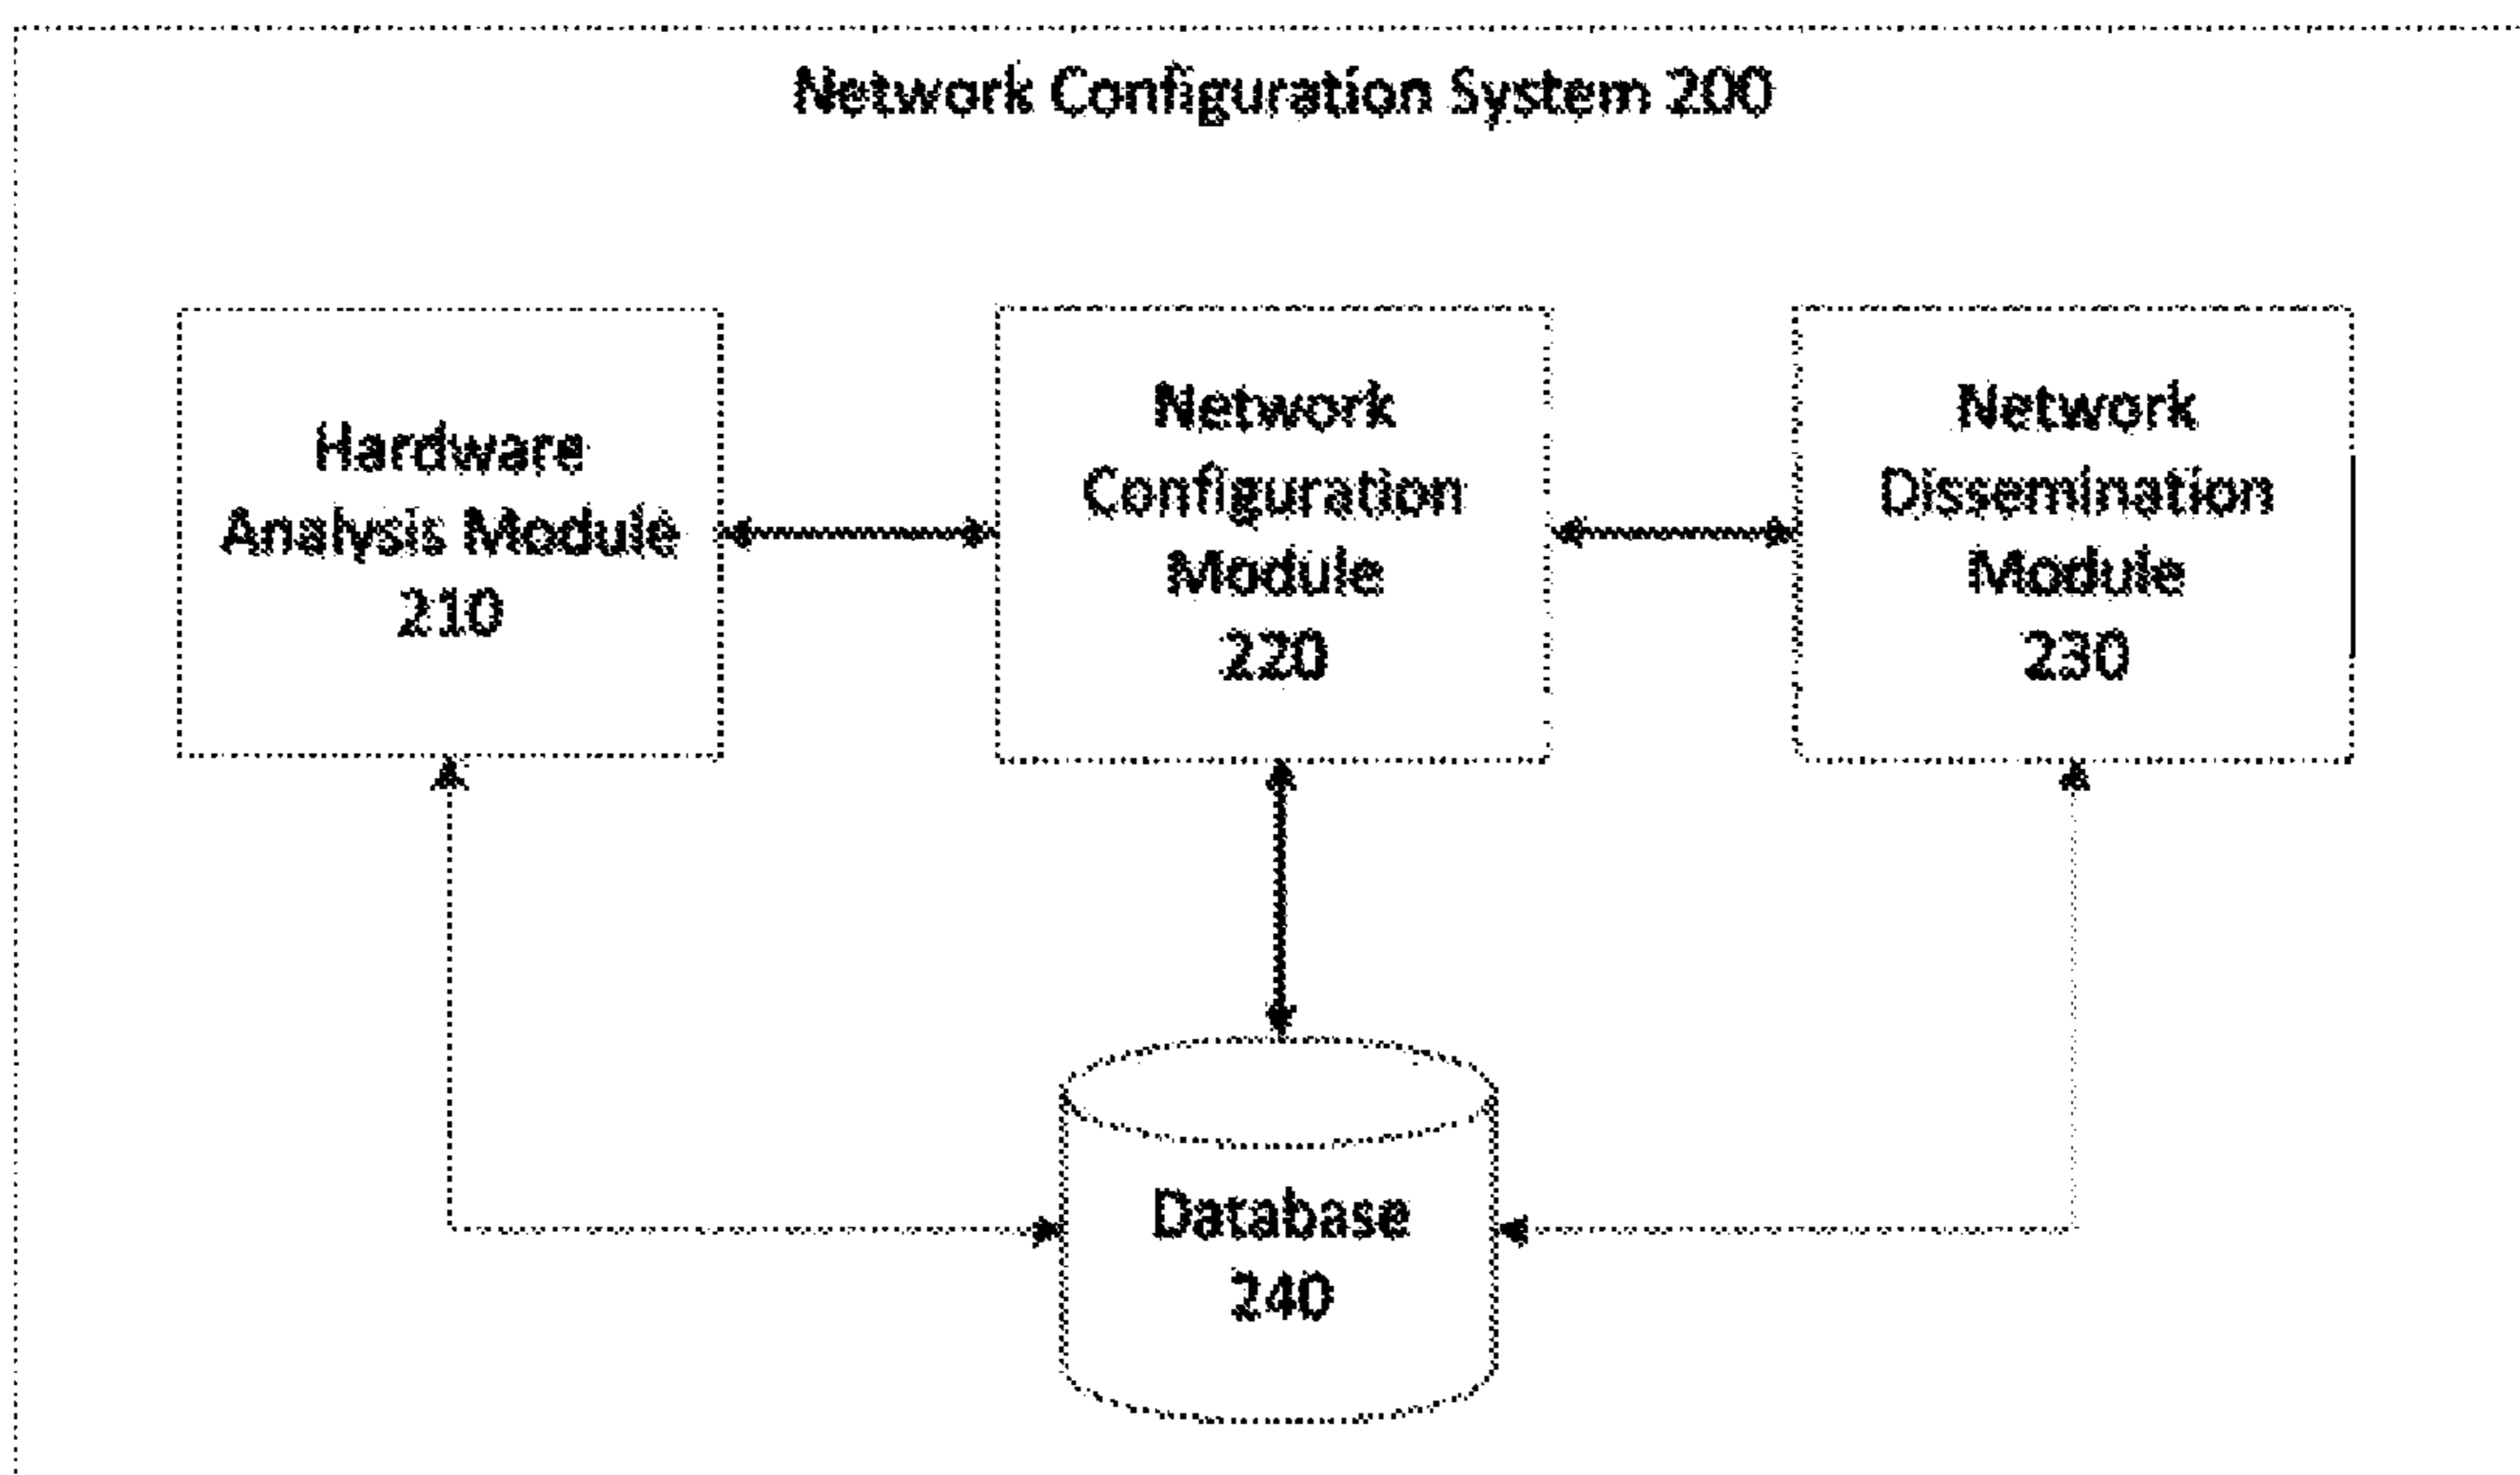 Network Configuration System 200
Hardware
Analysis Module
210
Network
Configuration
Module
220
Network
Dissemination
Module
230
Database
240